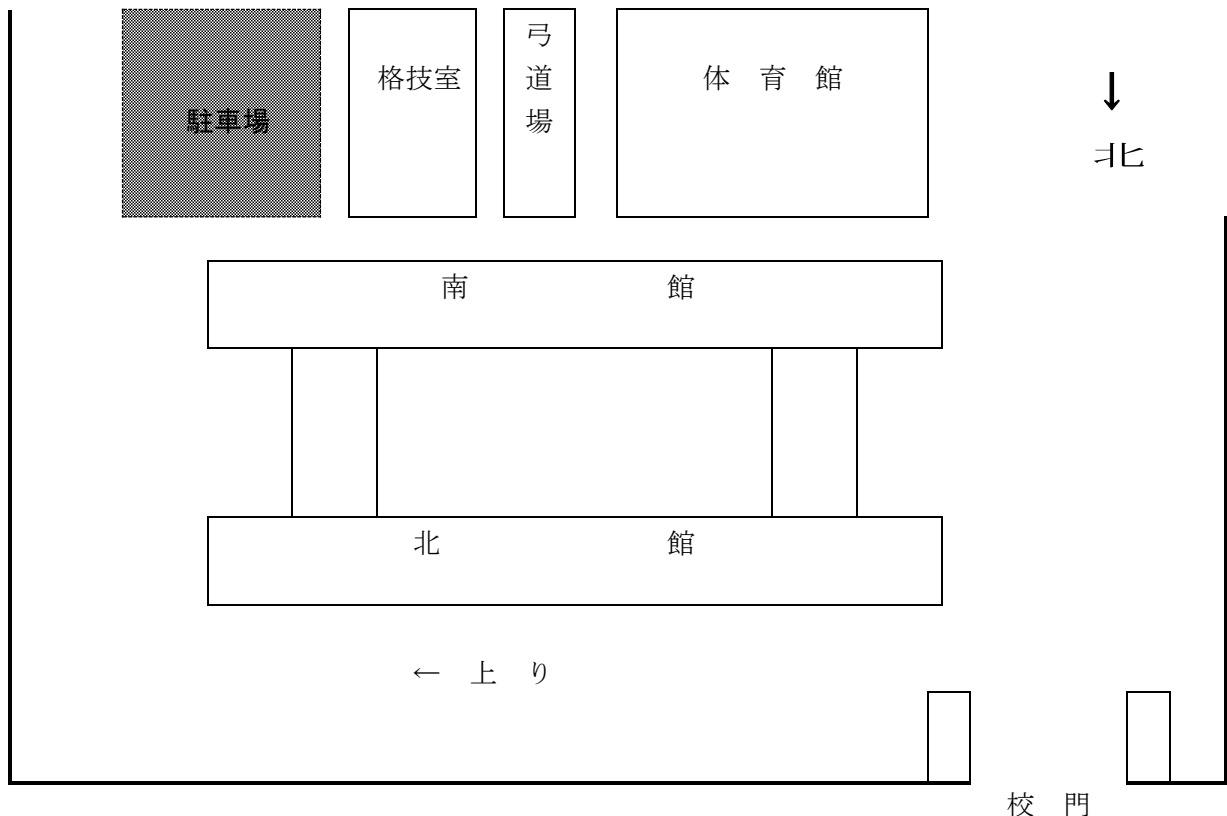 駐車場
格技室
弓道場
体　育　館
↓
北
南　館
北　館
←　上　り
校　門